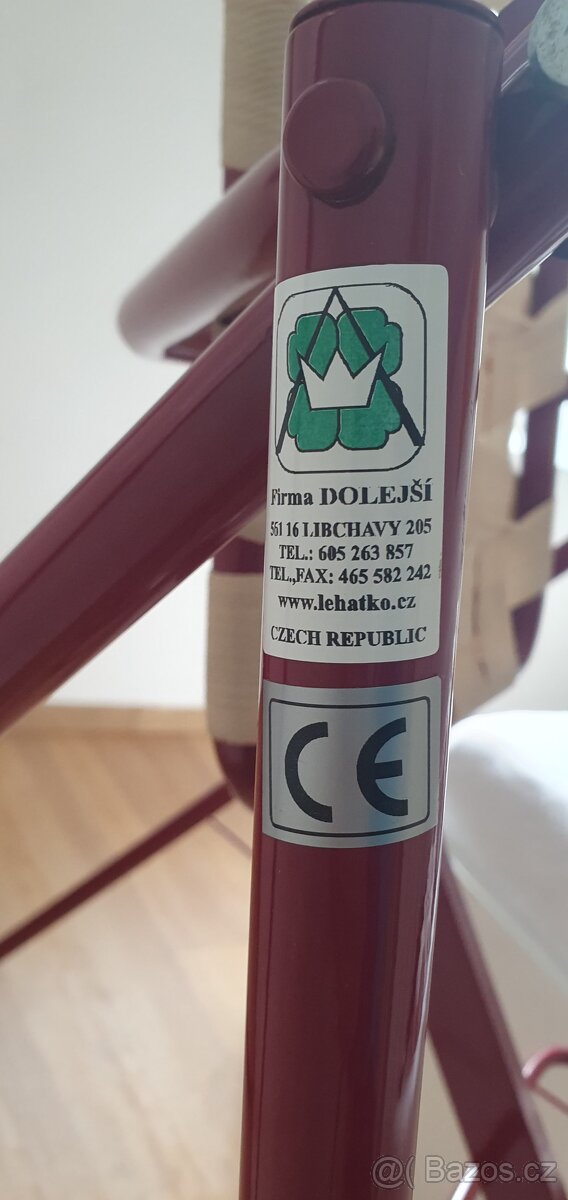 Firma DOLEJŠÍ
561 16 LIBCHAVY 205
TEL.: 605 263 857
TEL.,FAX: 465 582 242
www.lehatko.cz
CZECH REPUBLIC
CE
@( Bazos.cz